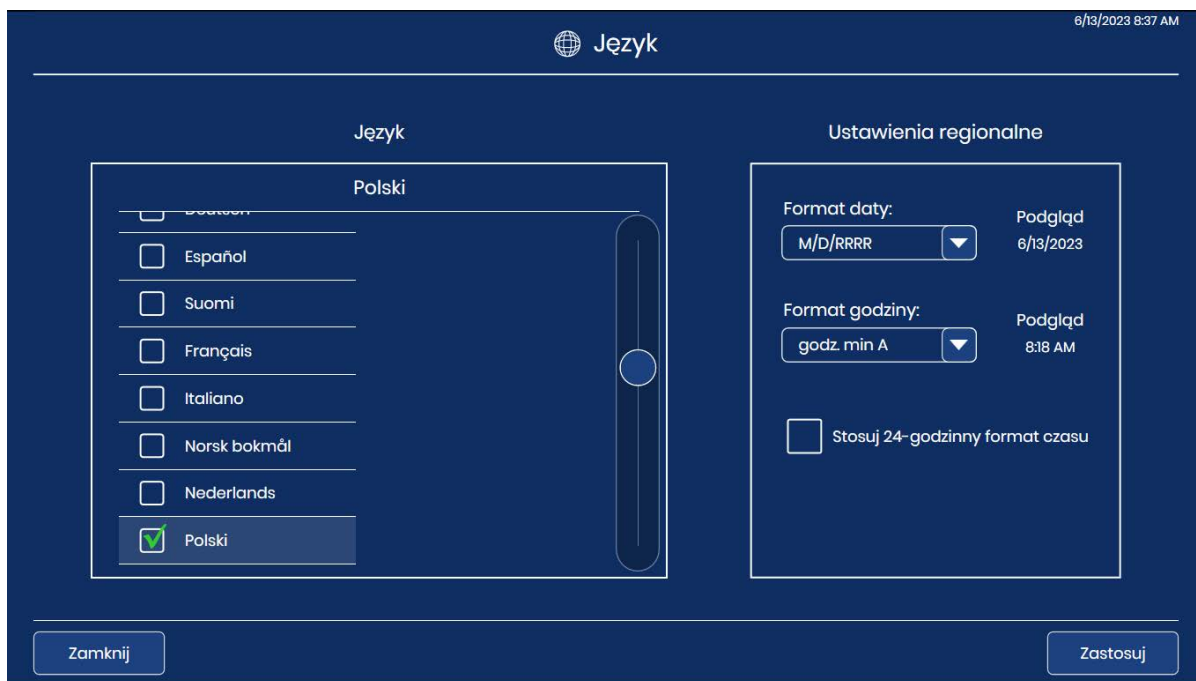 6/13/2023 8:37 AM
Język
Język
Polski
Español
Suomi
Français
Italiano
Norsk bokmål
Nederlands
Polski
Ustawienia regionalne
Format daty:
Podgląd
M/D/RRRR
6/13/2023
Format godziny:
Podgląd
godz. min A
8:18 AM
Stosuj 24-godzinny format czasu
Zamknij
Zastosuj